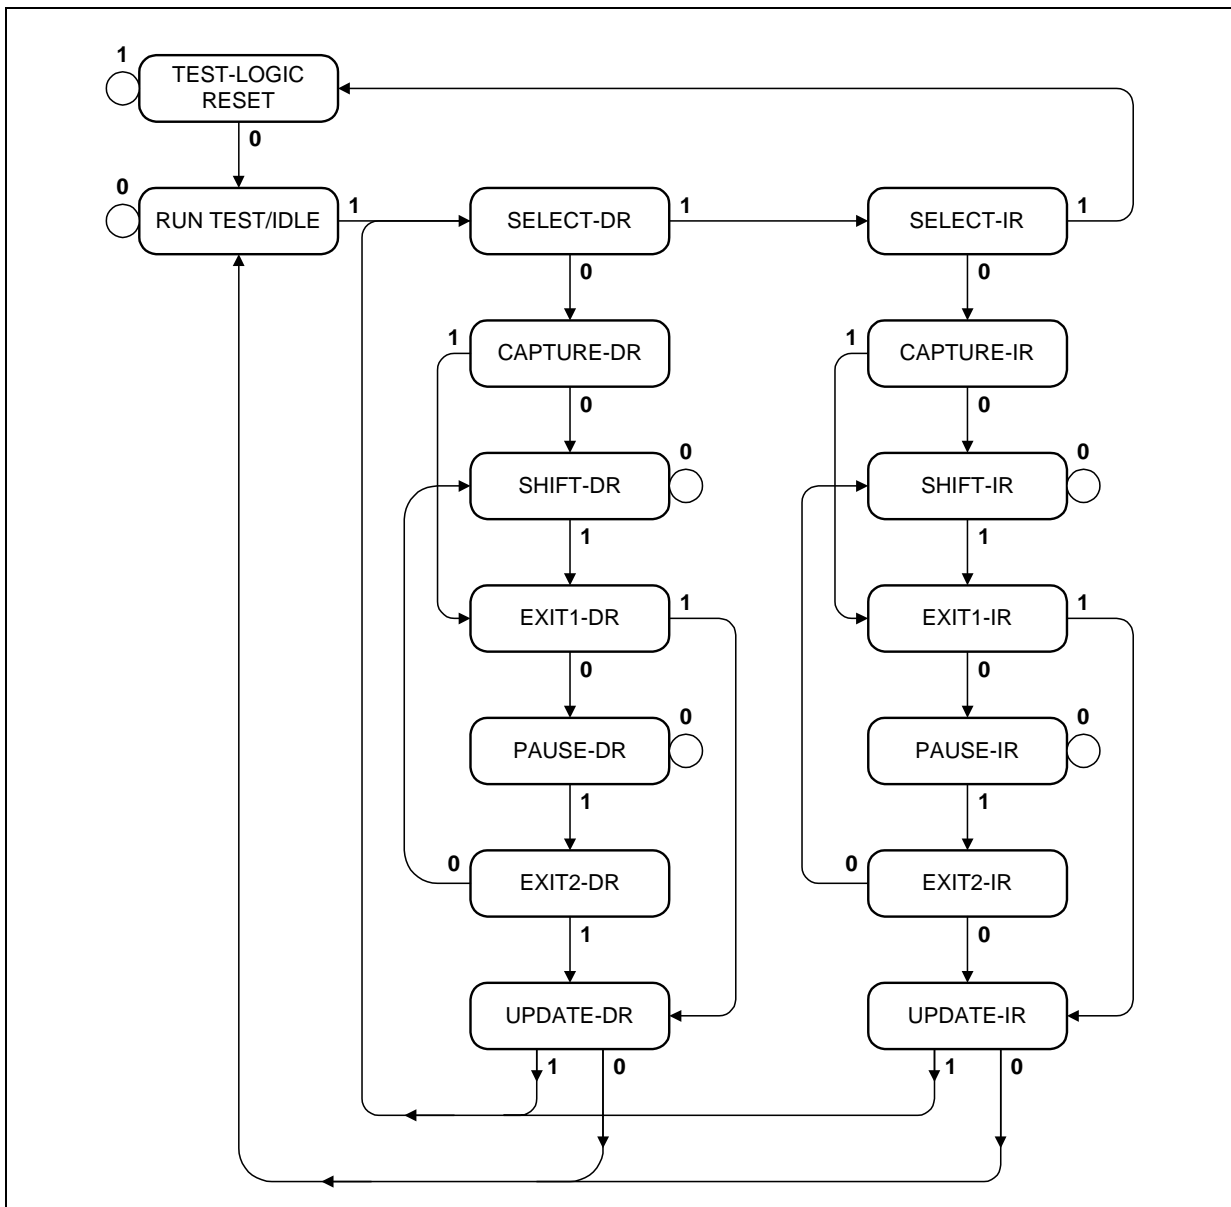 1
TEST-LOGIC
RESET
0
0
RUN TEST/IDLE
1
SELECT-DR
1
SELECT-IR
1
0
0
1
CAPTURE-DR
1
CAPTURE-IR
0
0
0
0
SHIFT-DR
SHIFT-IR
1
1
EXIT1-DR
1
EXIT1-IR
1
0
0
0
0
PAUSE-DR
PAUSE-IR
1
1
0
EXIT2-DR
0
EXIT2-IR
1
0
UPDATE-DR
UPDATE-IR
1
0
1
0